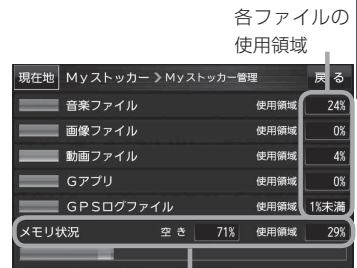 各ファイルの
使用領域
現在地 Myストッカー > Myストッカー管理 戻る
音楽ファイル 使用領域 24%
画像ファイル 使用領域 0%
動画ファイル 使用領域 4%
Gアプリ 使用領域 0%
GPSログファイル 使用領域 1%未満
メモリ状況 空き 71% 使用領域 29%